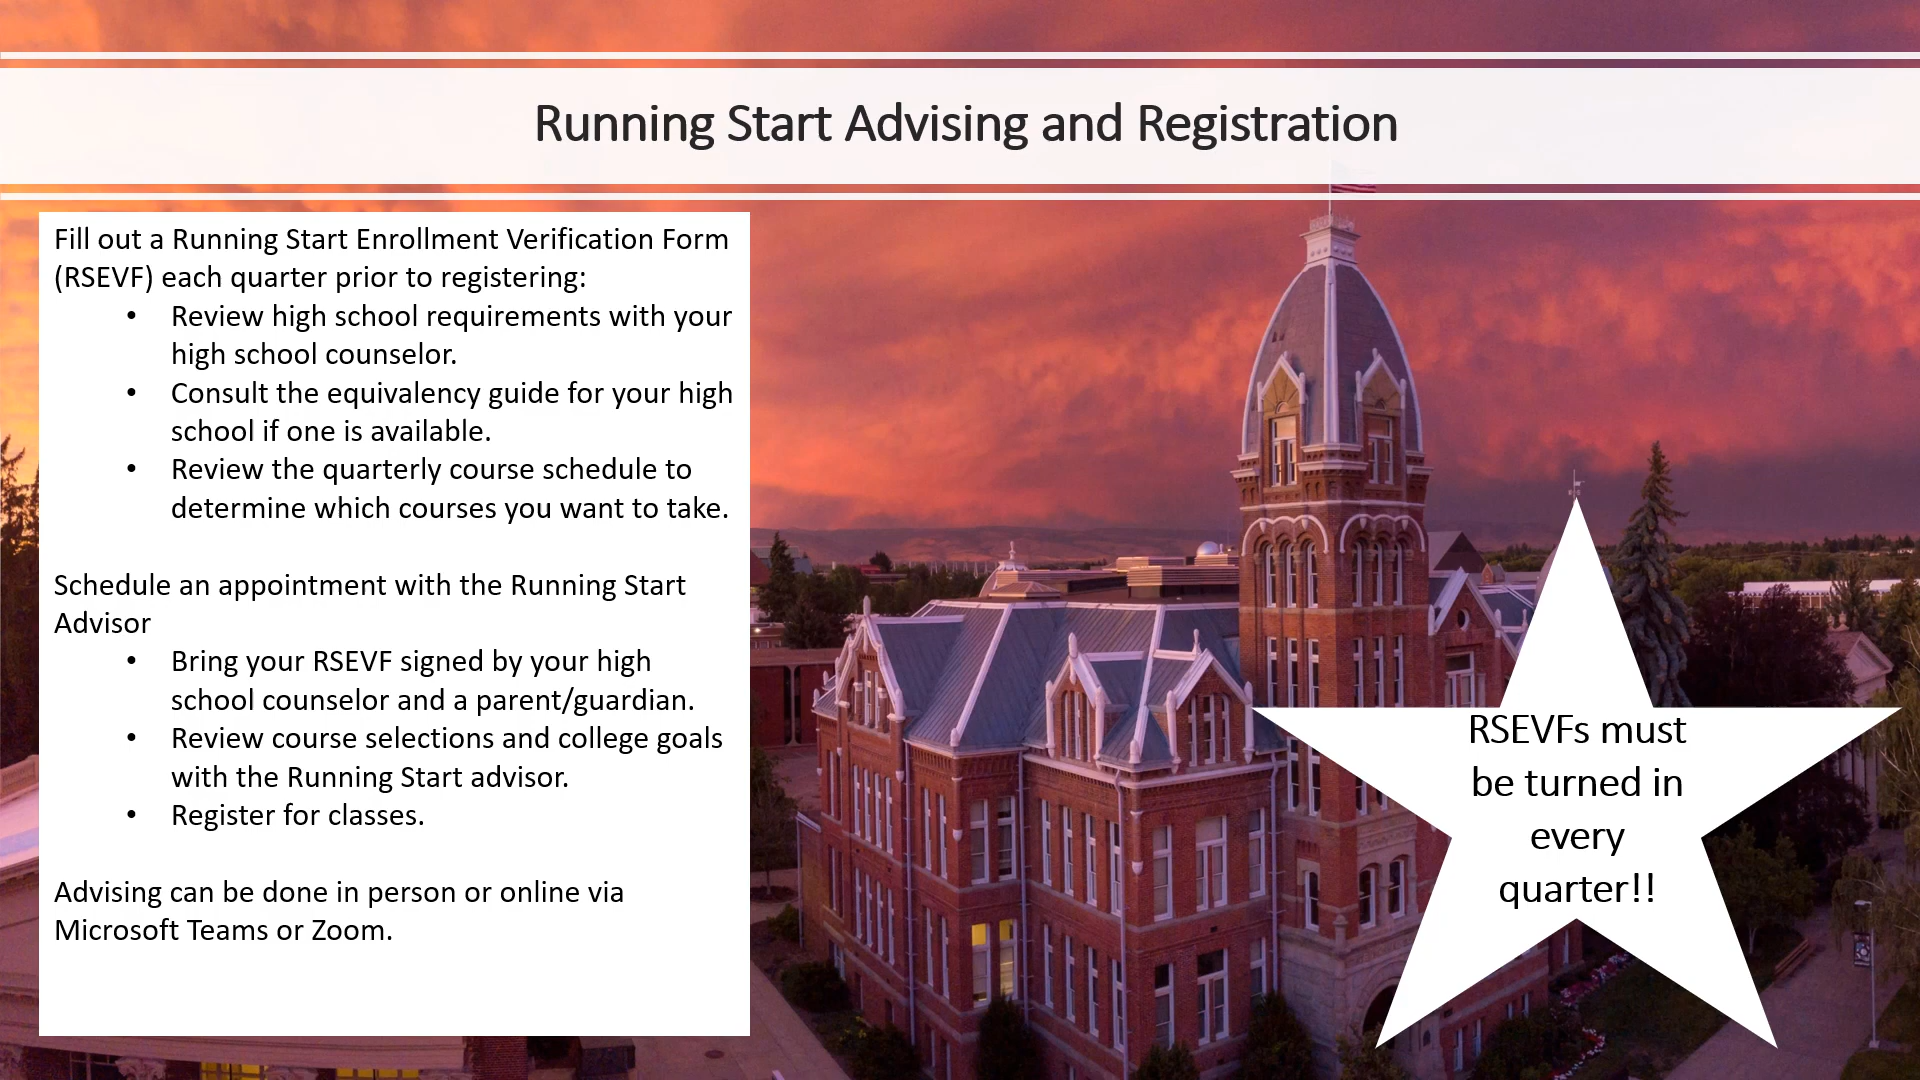 Running Start Advising and Registration
Fill out a Running Start Enrollment Verification Form
(RSEVF) each quarter prior to registering:
• Review high school requirements with your
high school counselor.
• Consult the equivalency guide for your high
school if one is available.
• Review the quarterly course schedule to
determine which courses you want to take.
Schedule an appointment with the Running Start
Advisor
• Bring your RSEVF signed by your high
school counselor and a parent/guardian.
• Review course selections and college goals
with the Running Start advisor.
• Register for classes.
Advising can be done in person or online via
Microsoft Teams or Zoom.
RSEVFs must
be turned in
every
quarter!!